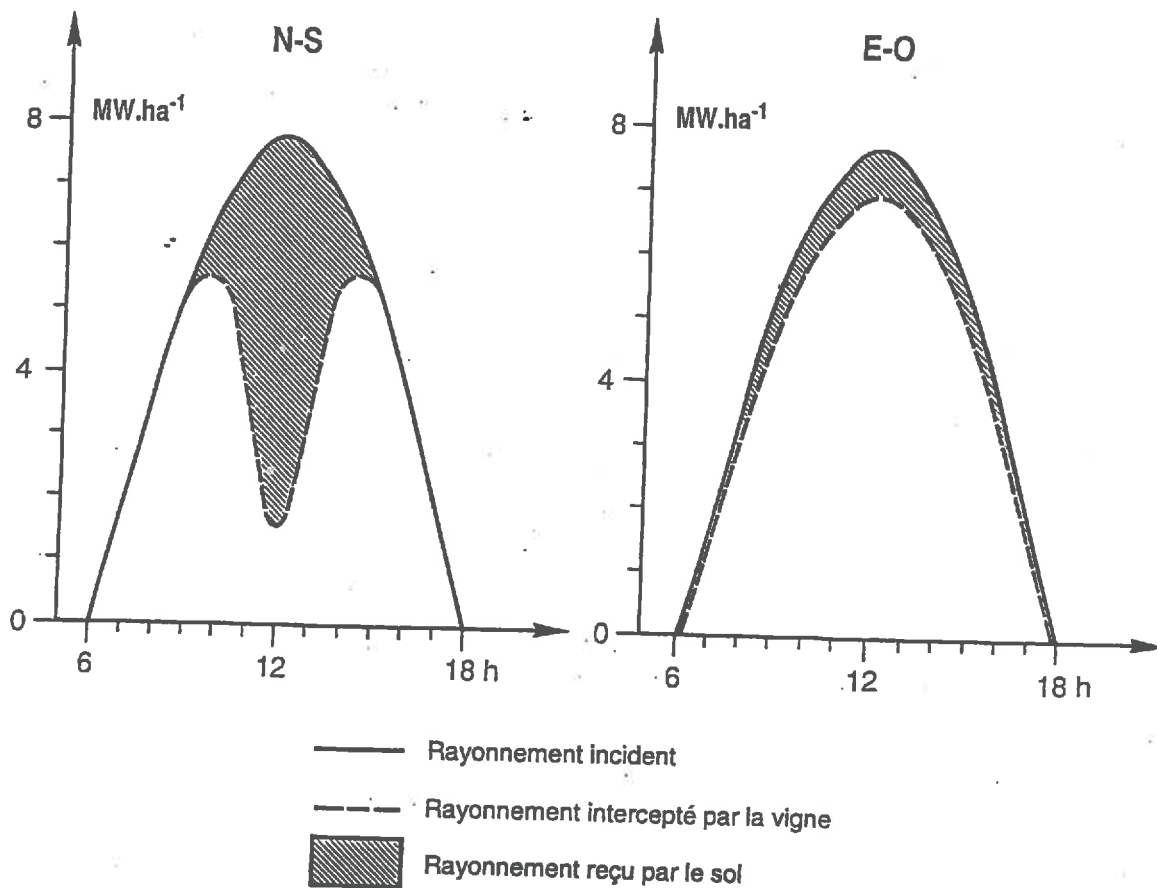 N-S
MW.ha-1
8
4
0
6
12
18 h
E-O
MW.ha-1
8
4
0
6
12
18 h
Rayonnement incident
Rayonnement intercepté par la vigne
Rayonnement reçu par le sol